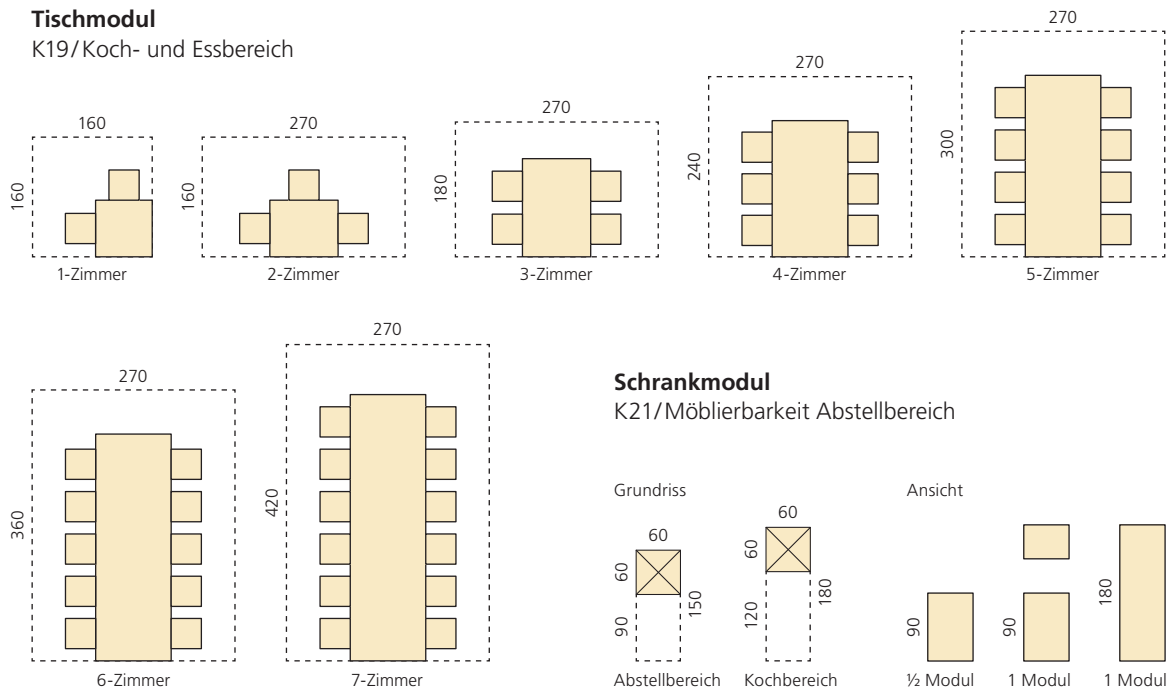 Tischmodul
K19/Koch- und Essbereich
160
160
1-Zimmer
270
160
2-Zimmer
270
180
3-Zimmer
270
240
4-Zimmer
270
300
5-Zimmer
270
360
6-Zimmer
270
420
7-Zimmer
Schrankmodul
K21/Möblierbarkeit Abstellbereich
Grundriss
60
60
90
150
Abstellbereich
60
60
120
180
Kochbereich
Ansicht
90
½ Modul
90
1 Modul
180
1 Modul